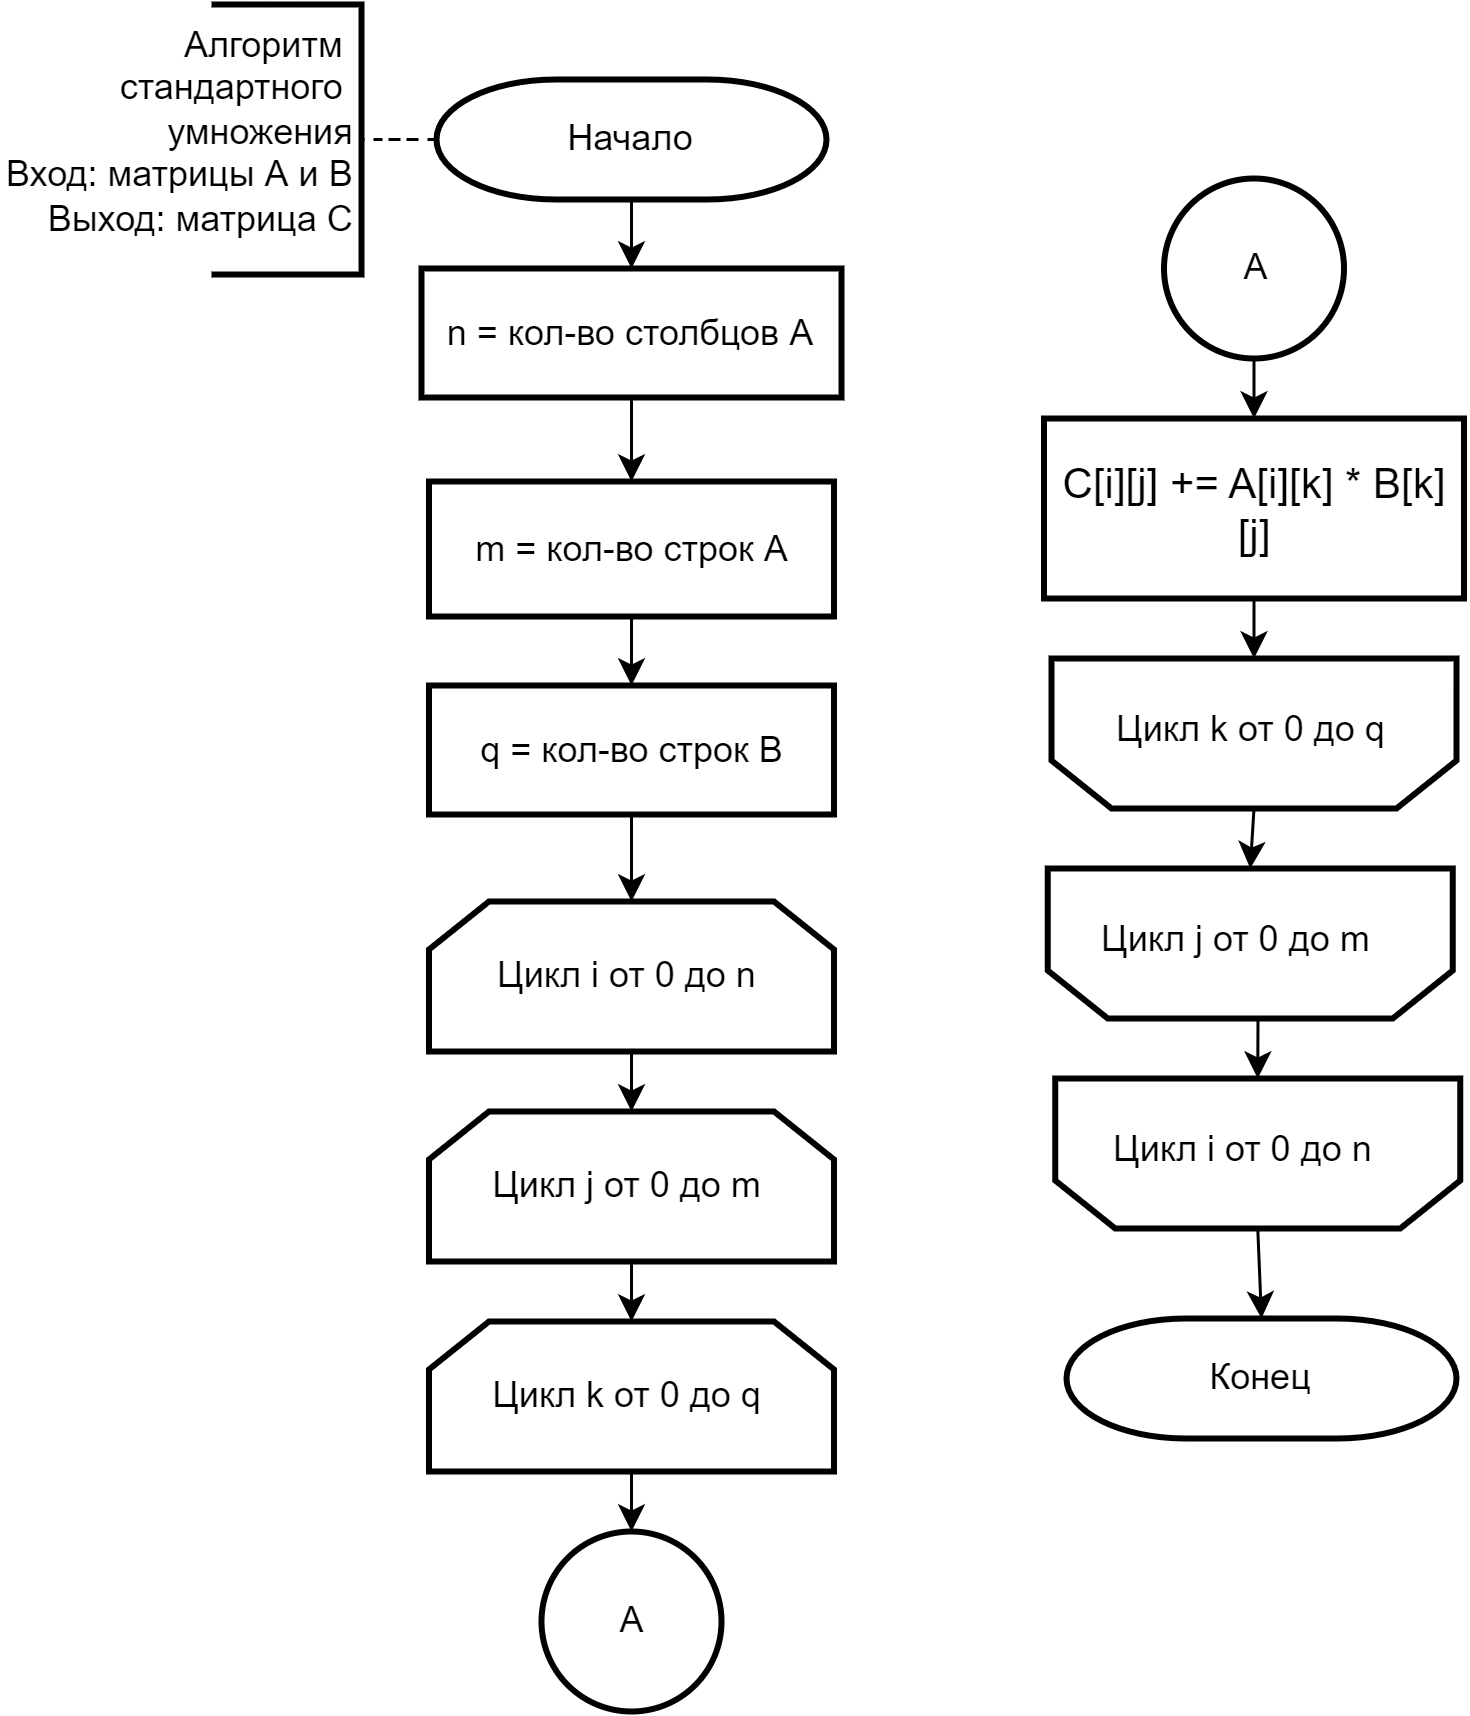 Алгоритм
стандартного
умножения
Вход: матрицы А и В
Выход: матрица С
Начало
n = кол-во столбцов А
m = кол-во строк А
q = кол-во строк В
Цикл i от 0 до n
Цикл j от 0 до m
Цикл k от 0 до q
А
А
C[i][j] += A[i][k] * B[k]
[j]
Цикл k от 0 до q
Цикл j от 0 до m
Цикл i от 0 до n
Конец